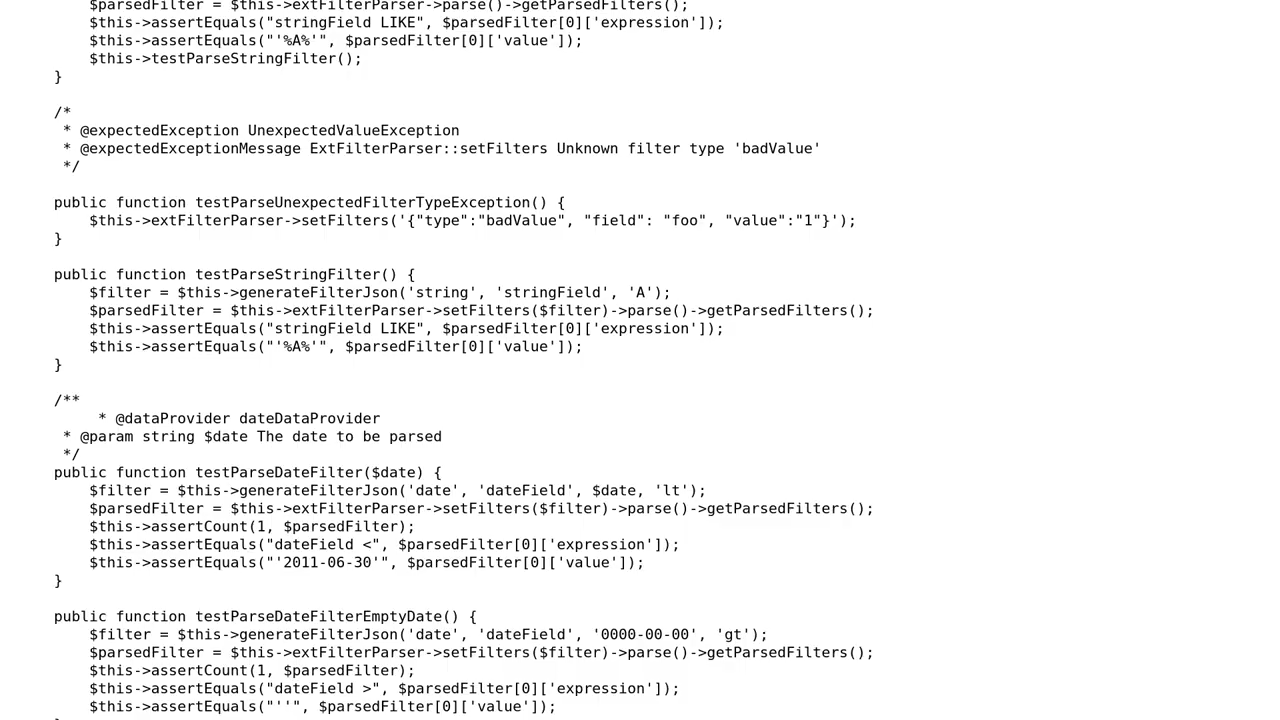 $parsedFilter = $this->extFilterParser->parse()->getParsedFilters();
$this->assertEquals("stringField LIKE", $parsedFilter[0]['expression']);
$this->assertEquals("'%A%'", $parsedFilter[0]['value']);
$this->testParseStringFilter();
}
/*
* @expectedException UnexpectedValueException
* @expectedExceptionMessage ExtFilterParser::setFilters Unknown filter type 'badValue'
*/
public function testParseUnexpectedFilterTypeException() {
$this->extFilterParser->setFilters('{"type":"badValue", "field": "foo", "value":"1"}');
}
public function testParseStringFilter() {
$filter = $this->generateFilterJson('string', 'stringField', 'A');
$parsedFilter = $this->extFilterParser->setFilters($filter)->parse()->getParsedFilters();
$this->assertEquals("stringField LIKE", $parsedFilter[0]['expression']);
$this->assertEquals("'%A%'", $parsedFilter[0]['value']);
}
/**
* @dataProvider dateDataProvider
* @param string $date The date to be parsed
*/
public function testParseDateFilter($date) {
$filter = $this->generateFilterJson('date', 'dateField', $date, 'lt');
$parsedFilter = $this->extFilterParser->setFilters($filter)->parse()->getParsedFilters();
$this->assertCount(1, $parsedFilter);
$this->assertEquals("dateField <", $parsedFilter[0]['expression']);
$this->assertEquals("'2011-06-30'", $parsedFilter[0]['value']);
}
public function testParseDateFilterEmptyDate() {
$filter = $this->generateFilterJson('date', 'dateField', '0000-00-00', 'gt');
$parsedFilter = $this->extFilterParser->setFilters($filter)->parse()->getParsedFilters();
$this->assertCount(1, $parsedFilter);
$this->assertEquals("dateField >", $parsedFilter[0]['expression']);
$this->assertEquals("''", $parsedFilter[0]['value']);